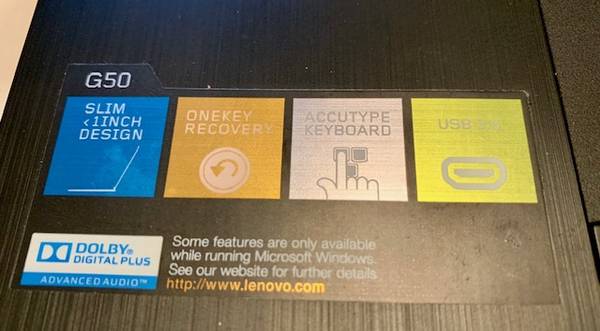 G50
SLIM
<1INCH
DESIGN
ONEKEY
RECOVERY
ACCUTYPE
KEYBOARD
USB
DOLBY®
DIGITAL PLUS
ADVANCED AUDIO™
Some features are only available
while running Microsoft Windows.
See our website for further details
http://www.lenovo.com